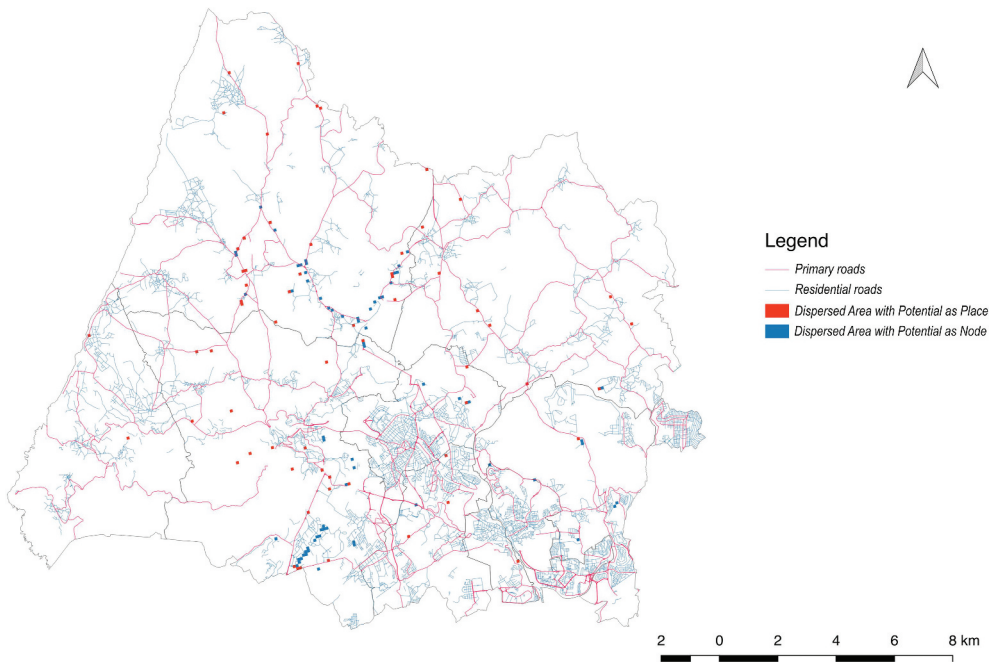 Legend
Primary roads
Residential roads
Dispersed Area with Potential as Place
Dispersed Area with Potential as Node
2 0 2 4 6 8 km